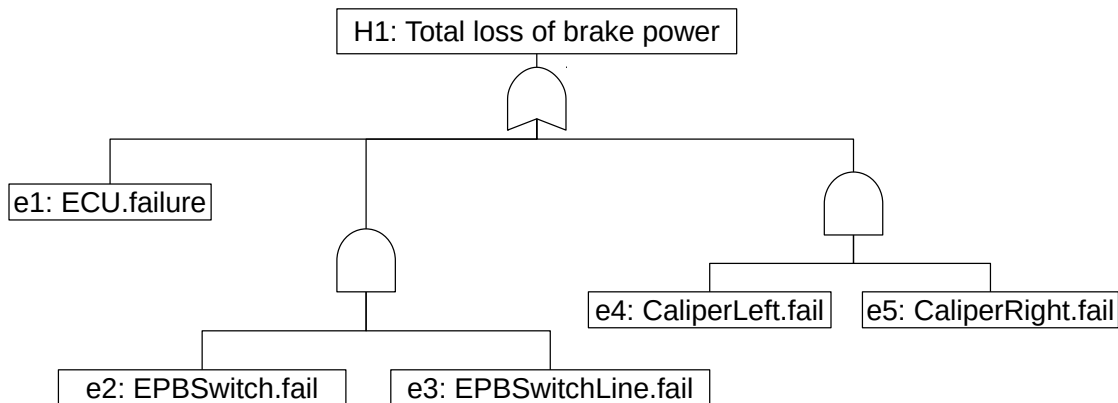 H1: Total loss of brake power
e1: ECU.failure
e4: CaliperLeft.fail
e5: CaliperRight.fail
e2: EPBSwitch.fail
e3: EPBSwitchLine.fail